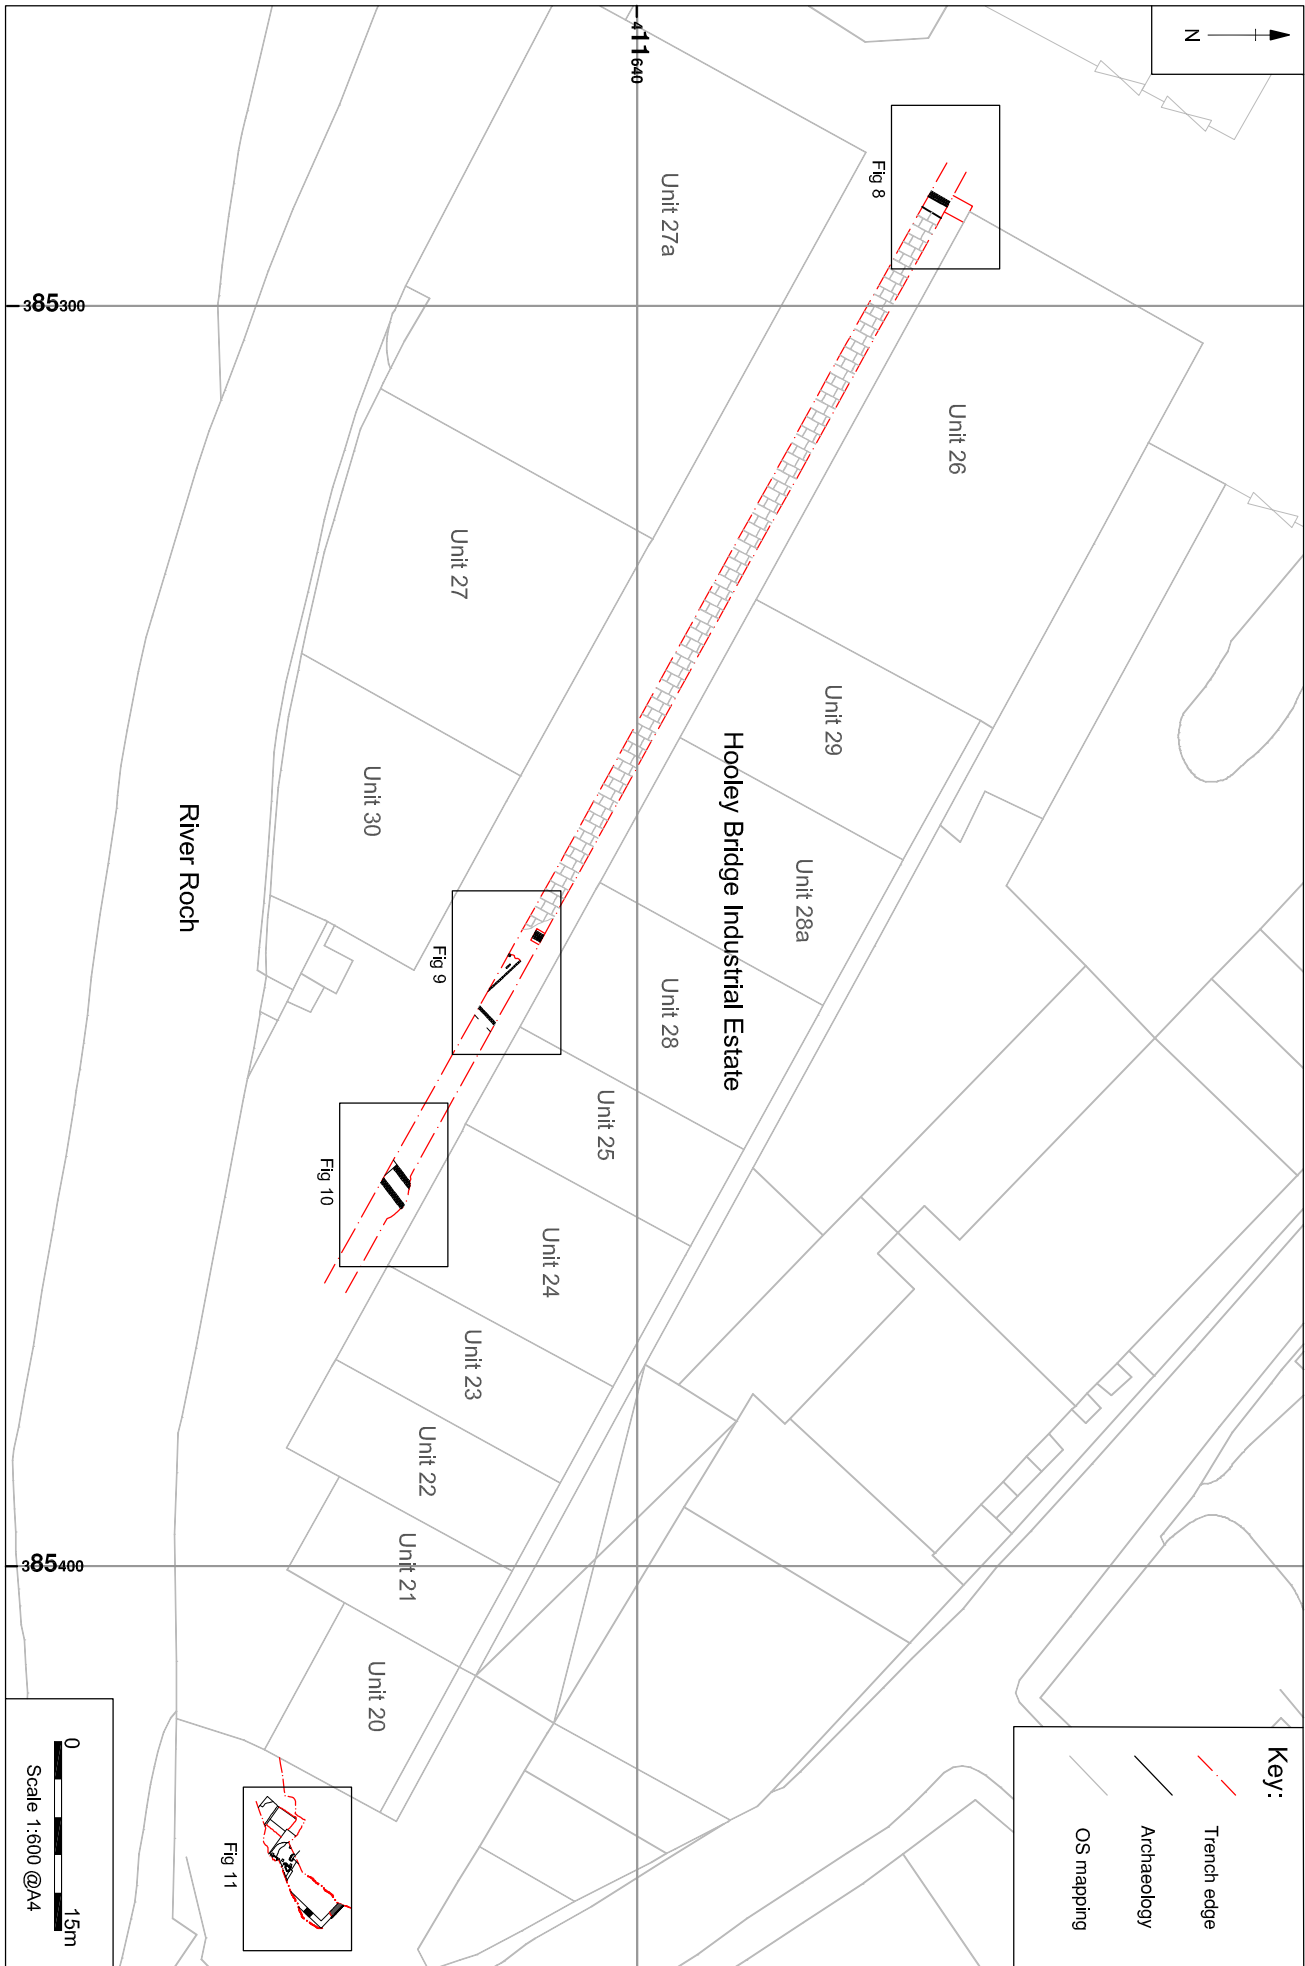 N
411640
385300
385400
Fig 8
Unit 27a
Unit 26
Unit 27
Unit 29
Unit 30
Hooley Bridge Industrial Estate
Unit 28a
River Roch
Fig 9
Unit 28
Unit 25
Fig 10
Unit 24
Unit 23
Unit 22
Unit 21
Unit 20
Fig 11
Key:
Trench edge
Archaeology
OS mapping
0 15m
Scale 1:600 @A4